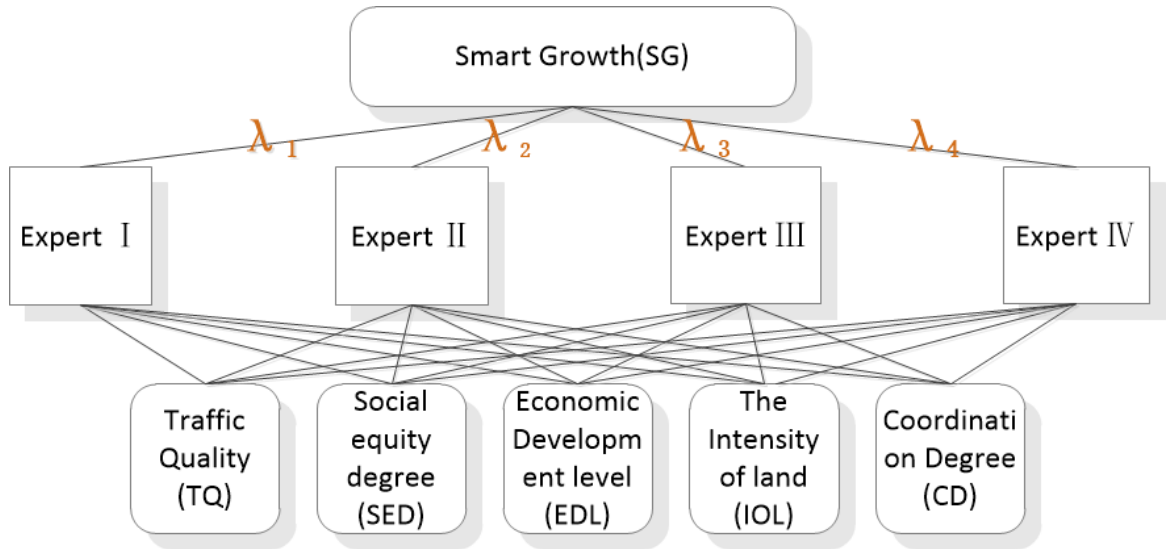 Smart Growth(SG)
λ 1
λ 2
λ 3
λ 4
Expert Ⅰ
Expert Ⅱ
Expert Ⅲ
Expert Ⅳ
Traffic
Quality
(TQ)
Social
equity
degree
(SED)
Economic
Developm
ent level
(EDL)
The
Intensity
of land
(IOL)
Coordinati
on Degree
(CD)